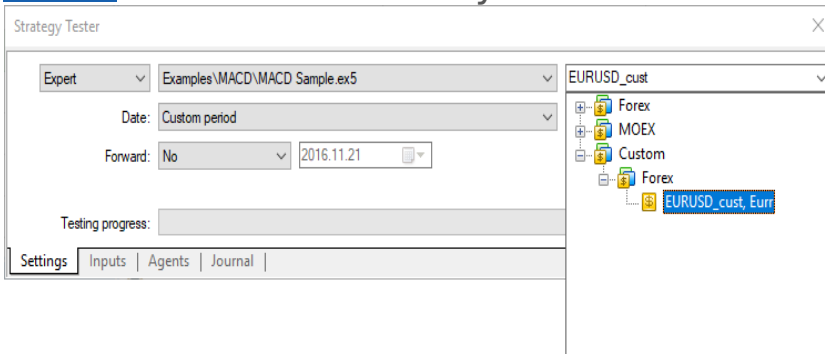 Strategy Tester
Expert Examples\MACD\MACD Sample.ex5 EURUSD_cust
Date: Custom period
Forward: No 2016.11.21
Testing progress:
Settings | Inputs | Agents | Journal |
Forex
MOEX
Custom
Forex
EURUSD_cust, Eurr